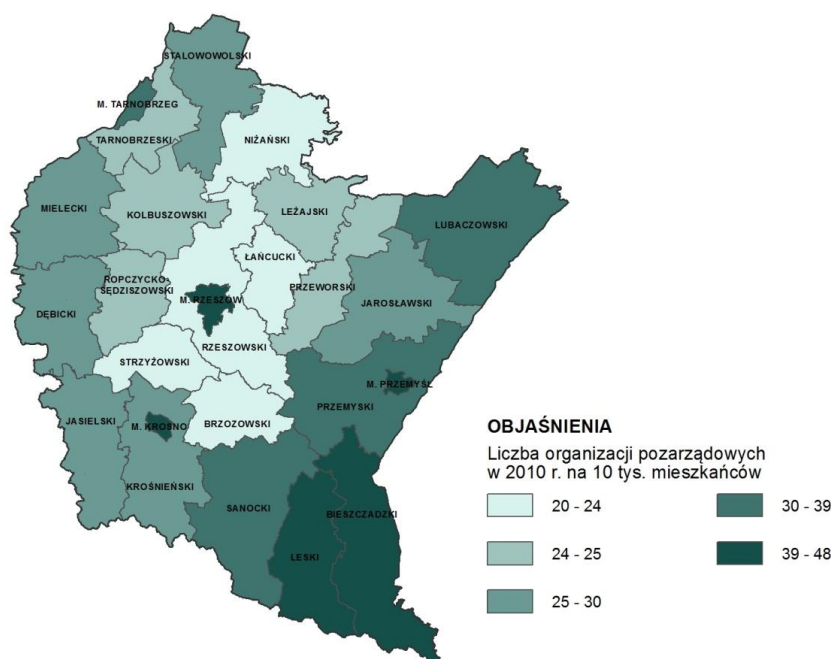 STALOWOWOLSKI
M. TARNOBRZEG
TARNOBRZESKI
NIŻAŃSKI
MIELECKI
KOLBUSZOWSKI
LEŻAJSKI
LUBACZOWSKI
ŁAŃCUCKI
ROPCZYCKO-
SĘDZISZOWSKI
PRZEWORSKI
M. RZESZÓW
JAROSŁAWSKI
DĘBICKI
RZESZOWSKI
STRZYŻOWSKI
M. PRZEMYŚL
PRZEMYSKI
BRZOZOWSKI
JASIELSKI
M. KROSNO
KROŚNIEŃSKI
SANOCKI
BIESZCZADZKI
LESKI
OBJAŚNIENIA
Liczba organizacji pozarządowych
w 2010 r. na 10 tys. mieszkańców
20 - 24
24 - 25
25 - 30
30 - 39
39 - 48